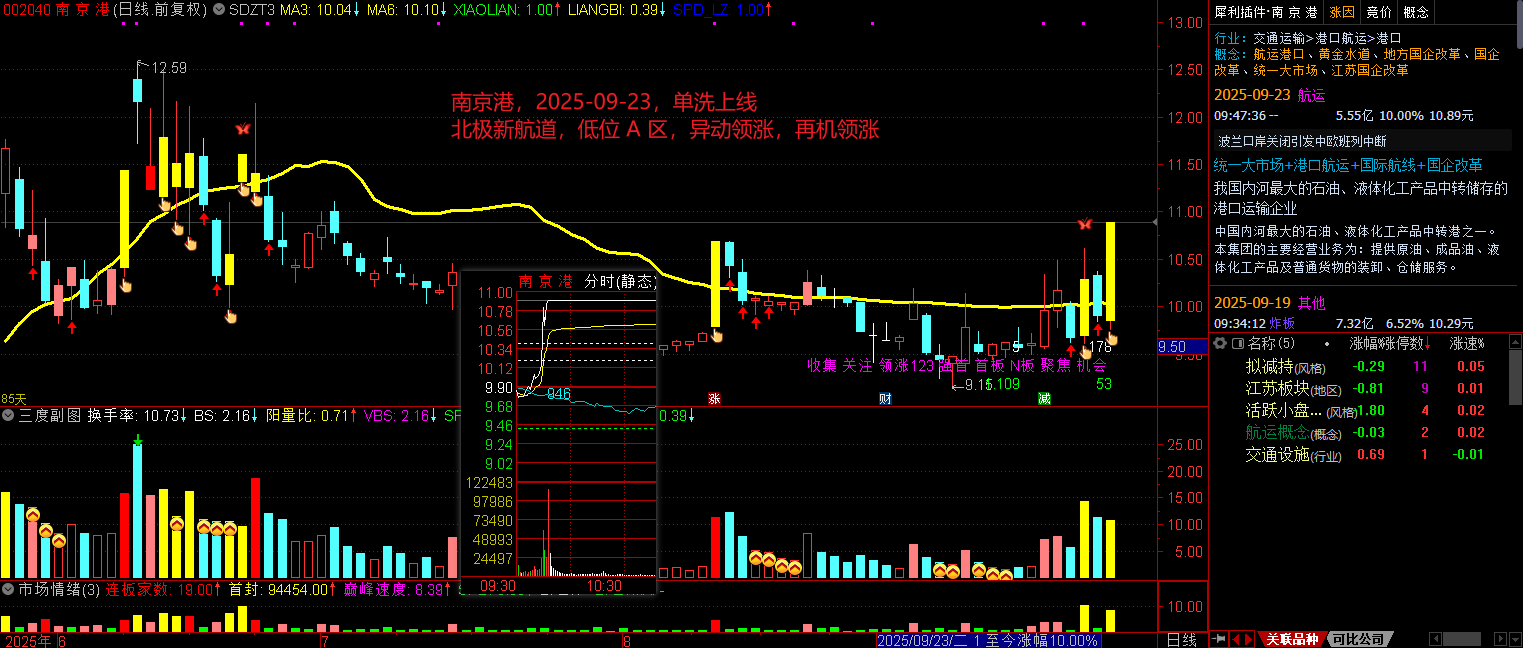 002040 南京港(日线.前复权) SDZT3 MA3: 10.04↓ MA6: 10.10↓ XIAOLIAN: 1.00↑ LIANGBI: 0.39↓ SFD_LZ 1.00↑
13.00
12.59
12.50
南京港，2025-09-23，单洗上线
北极新航道，低位 A 区，异动领涨，再机领涨
12.00
11.50
11.00
10.50
10.00
9.50
178
5
收集 关注 领涨123 强管 首板 N板 聚焦 机会
←9.15
5.109
53
85天
涨
财
减
南京港 分时(静态)
11.00
10.78
10.56
10.34
10.12
9.90
946
9.68
9.46
9.24
9.02
122483
97986
73490
48993
24497
09:30
10:30
三度副图 换手率: 10.73↓ BS: 2.16↓ 阳量比: 0.71↑ VBS: 2.16↓
0.39↓
25.00
20.00
15.00
10.00
5.00
市场情绪(3) 连板家数: 19.00↑ 首封: 94454.00↑ 巅峰速度: 6.39↑
10.00
2025年 6 7 8
2025/09/23/二 1 至今涨幅10.00%
日线
犀利插件·南京港 涨因 竞价 概念
行业: 交通运输>港口航运>港口
概念: 航运港口、黄金水道、地方国企改革、国企
改革、统一大市场、江苏国企改革
2025-09-23 航运
09:47:36 -- 5.55亿 10.00% 10.89元
波兰口岸关闭引发中欧班列中断
统一大市场+港口航运+国际航线+国企改革
我国内河最大的石油、液体化工产品中转储存的
港口运输企业
中国内河最大的石油、液体化工产品中转港之一。
本集团的主要经营业务为：提供原油、成品油、液
体化工产品及普通货物的装卸、仓储服务。
2025-09-19 其他
09:34:12 炸板 7.32亿 6.52% 10.29元
名称(5) 涨幅% 涨停数↓ 涨速%
拟减持(风格) -0.29 11 0.05
江苏板块(地区) -0.81 9 0.01
活跃小盘...(风格) 1.80 4 0.02
航运概念(概念) -0.03 2 0.02
交通设施(行业) 0.69 1 -0.01
关联品种 可比公司